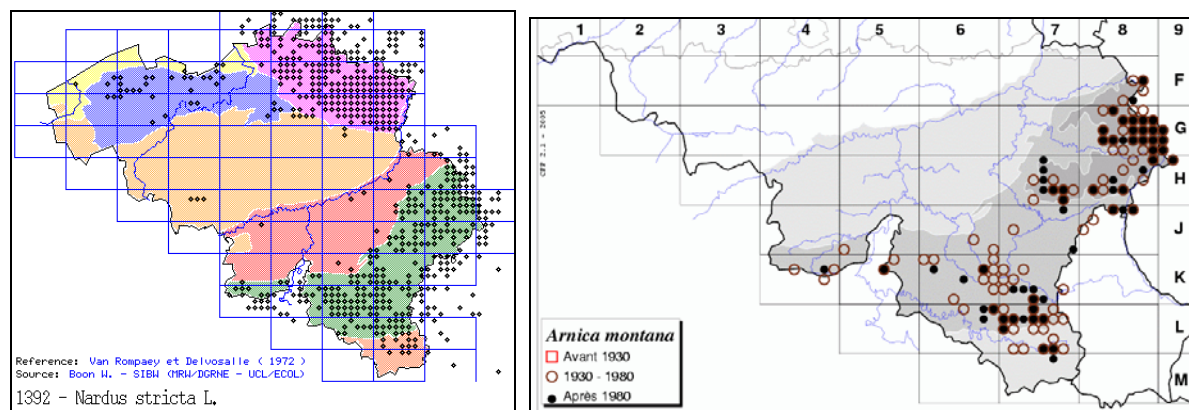 Reference: Van Rompaey et Delvosalle ( 1972 )
Source: Boon W. - SIBW (MRW/DGRNE - UCL/ECOL)
1392 - Nardus stricta L.
1 2 3 4 5 6 7 8 9
F
G
H
J
K
L
M
CFF 2.1 - 2005
Arnica montana
Avant 1930
1930 - 1980
Après 1980